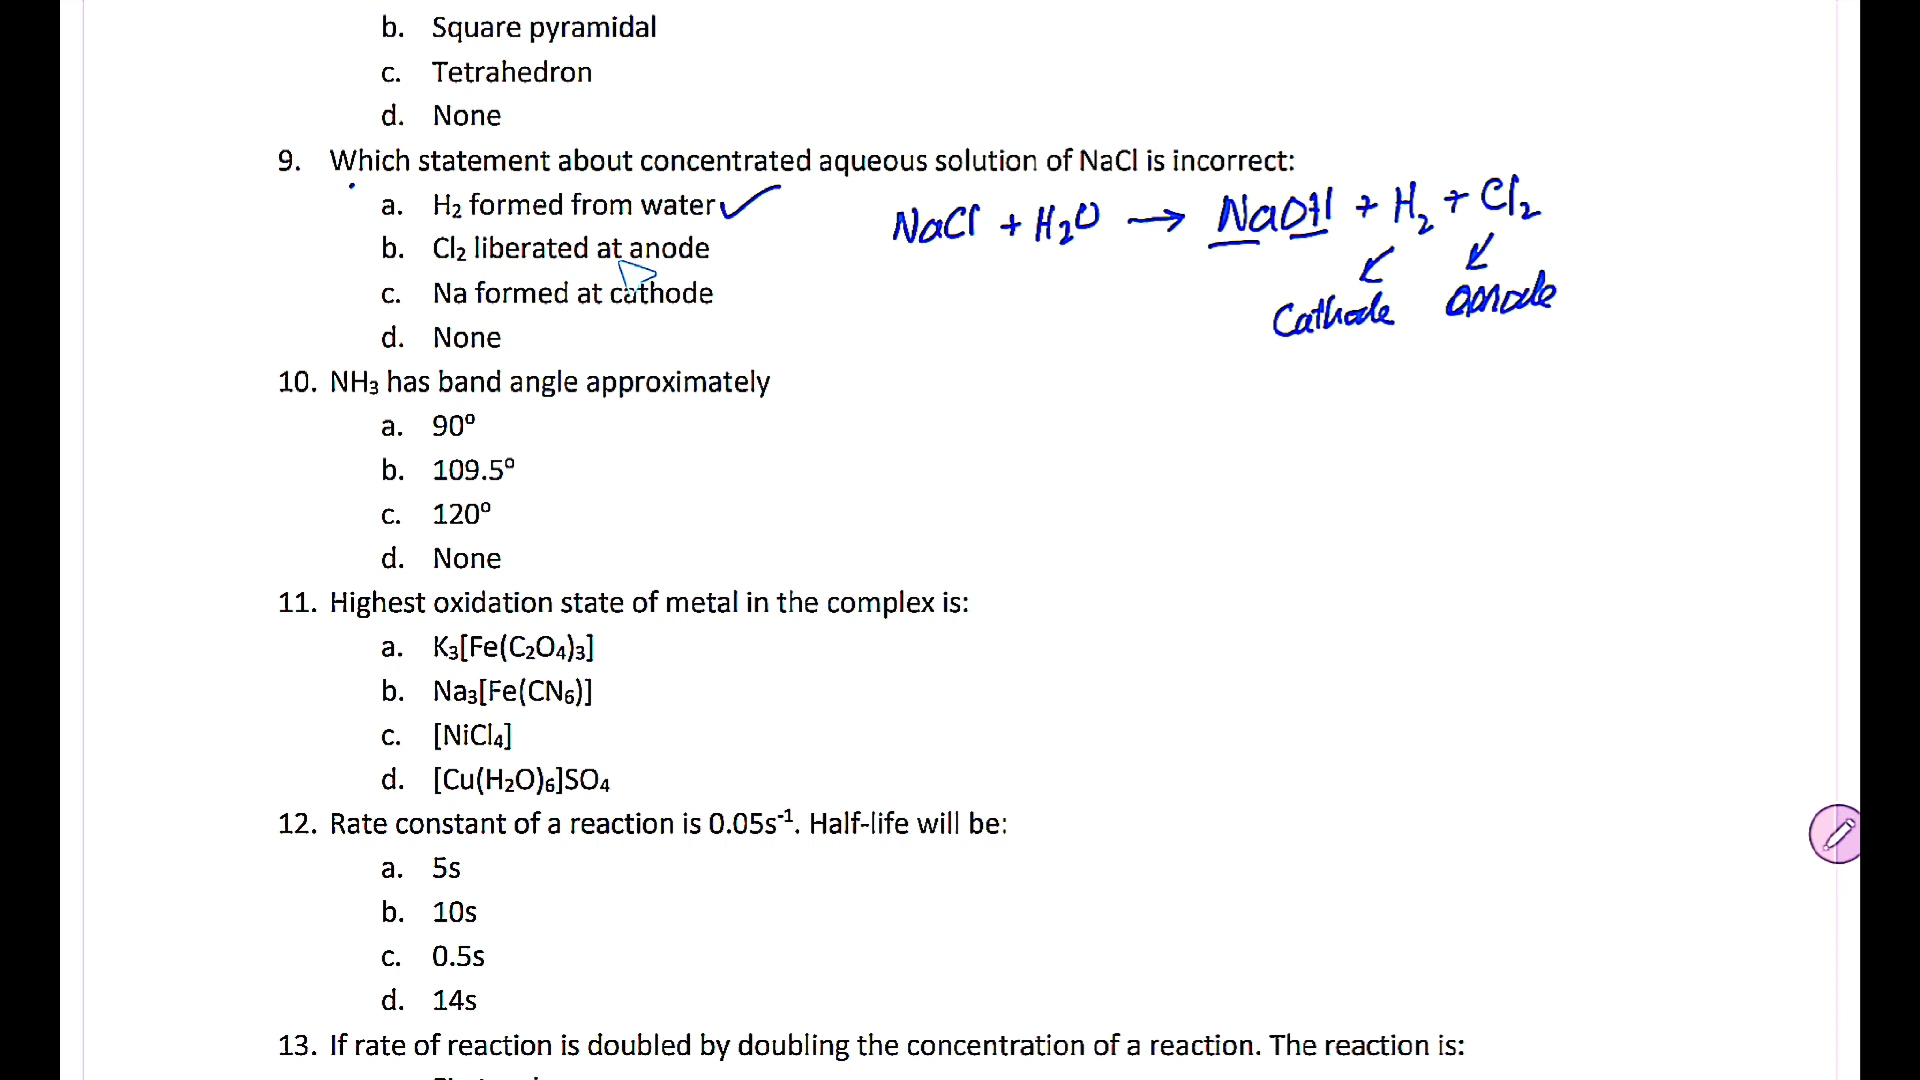 b. Square pyramidal
c. Tetrahedron
d. None
9. Which statement about concentrated aqueous solution of NaCl is incorrect:
a. H₂ formed from water
NaCl + H₂O → NaOH + H₂ + Cl₂
b. Cl₂ liberated at anode
c. Na formed at cathode
Cathode anode
d. None
10. NH₃ has band angle approximately
a. 90⁰
b. 109.5⁰
c. 120⁰
d. None
11. Highest oxidation state of metal in the complex is:
a. K₃[Fe(C₂O₄)₃]
b. Na₃[Fe(CN₆)]
c. [NiCl₄]
d. [Cu(H₂O)₆]SO₄
12. Rate constant of a reaction is 0.05s⁻¹. Half-life will be:
a. 5s
b. 10s
c. 0.5s
d. 14s
13. If rate of reaction is doubled by doubling the concentration of a reaction. The reaction is: